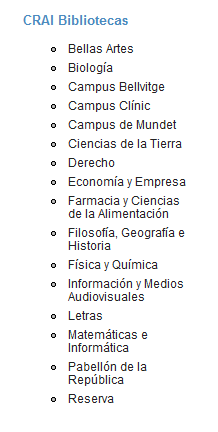 CRAI Bibliotecas
Bellas Artes
Biología
Campus Bellvitge
Campus Clínic
Campus de Mundet
Ciencias de la Tierra
Derecho
Economía y Empresa
Farmacia y Ciencias
de la Alimentación
Filosofía, Geografía e
Historia
Física y Química
Información y Medios
Audiovisuales
Letras
Matemáticas e
Informática
Pabellón de la
República
Reserva